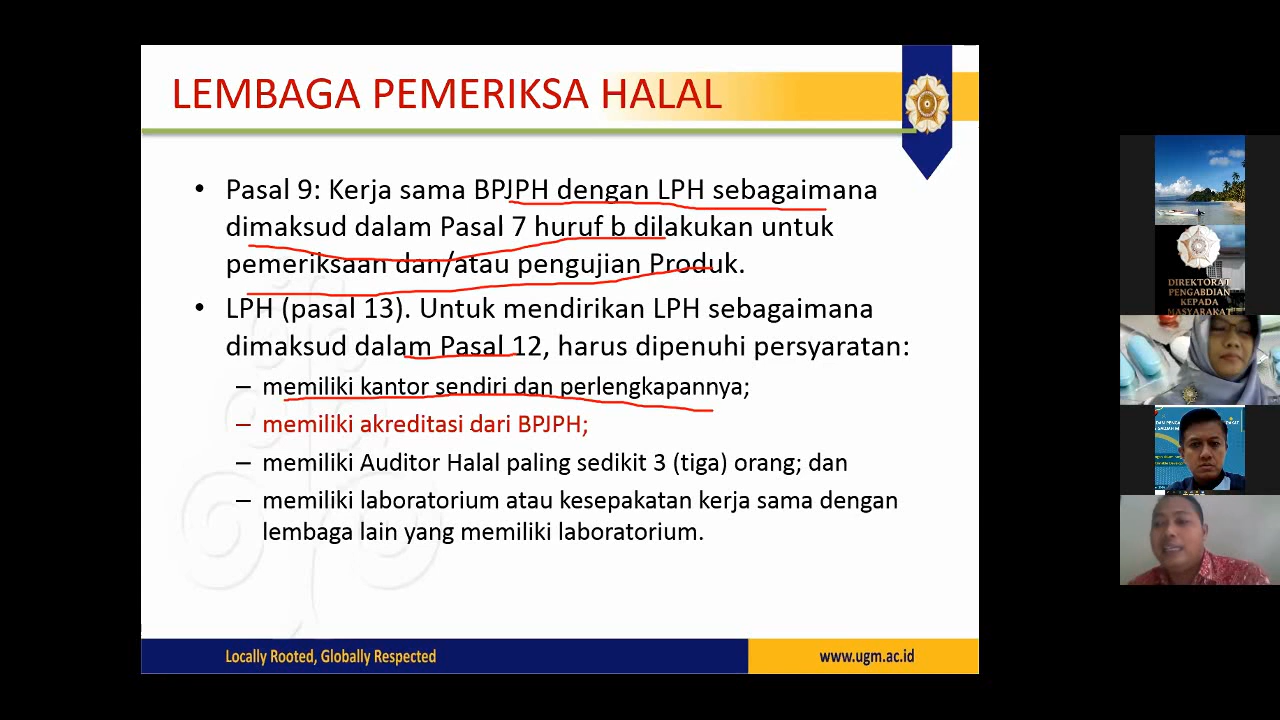 LEMBAGA PEMERIKSA HALAL
• Pasal 9: Kerja sama BPJPH dengan LPH sebagaimana
dimaksud dalam Pasal 7 huruf b dilakukan untuk
pemeriksaan dan/atau pengujian Produk.
• LPH (pasal 13). Untuk mendirikan LPH sebagaimana
dimaksud dalam Pasal 12, harus dipenuhi persyaratan:
– memiliki kantor sendiri dan perlengkapannya;
– memiliki akreditasi dari BPJPH;
– memiliki Auditor Halal paling sedikit 3 (tiga) orang; dan
– memiliki laboratorium atau kesepakatan kerja sama dengan
lembaga lain yang memiliki laboratorium.
Locally Rooted, Globally Respected
www.ugm.ac.id
DIREKTORAT
PENGABDIAN
KEPADA
MASYARAKAT